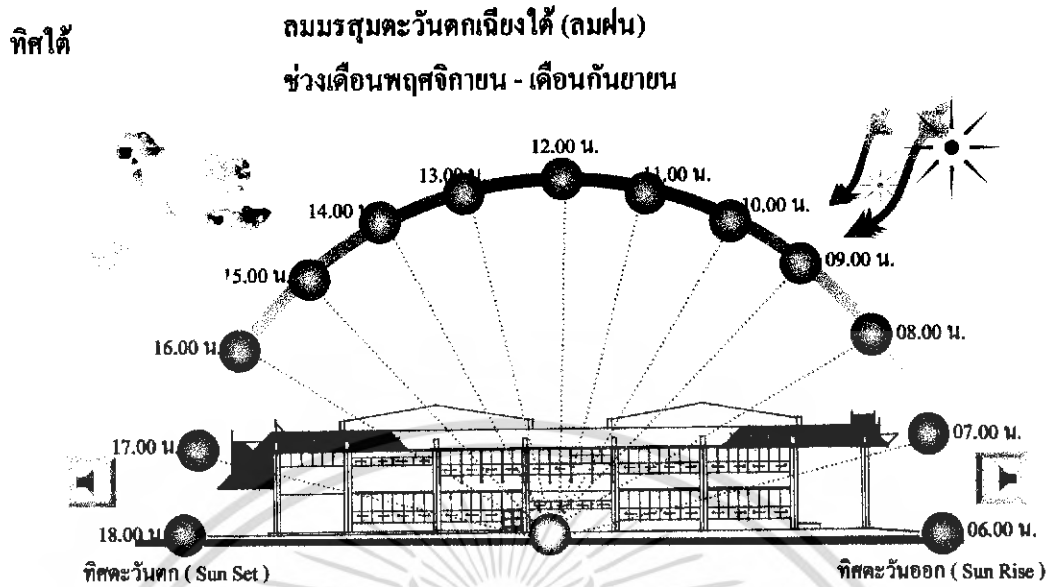 ทิศใต้
ลมมรสุมตะวันตกเฉียงใต้ (ลมฝน)
ช่วงเดือนพฤศจิกายน - เดือนกันยายน
12.00 น.
13.00
11.00 น.
14.00
10.00 น.
15.00 น.
09.00 น.
16.00 น.
08.00 น.
17.00 น.
07.00 น.
18.00 น.
06.00 น.
ทิศตะวันตก ( Sun Set )
ทิศตะวันออก ( Sun Rise )